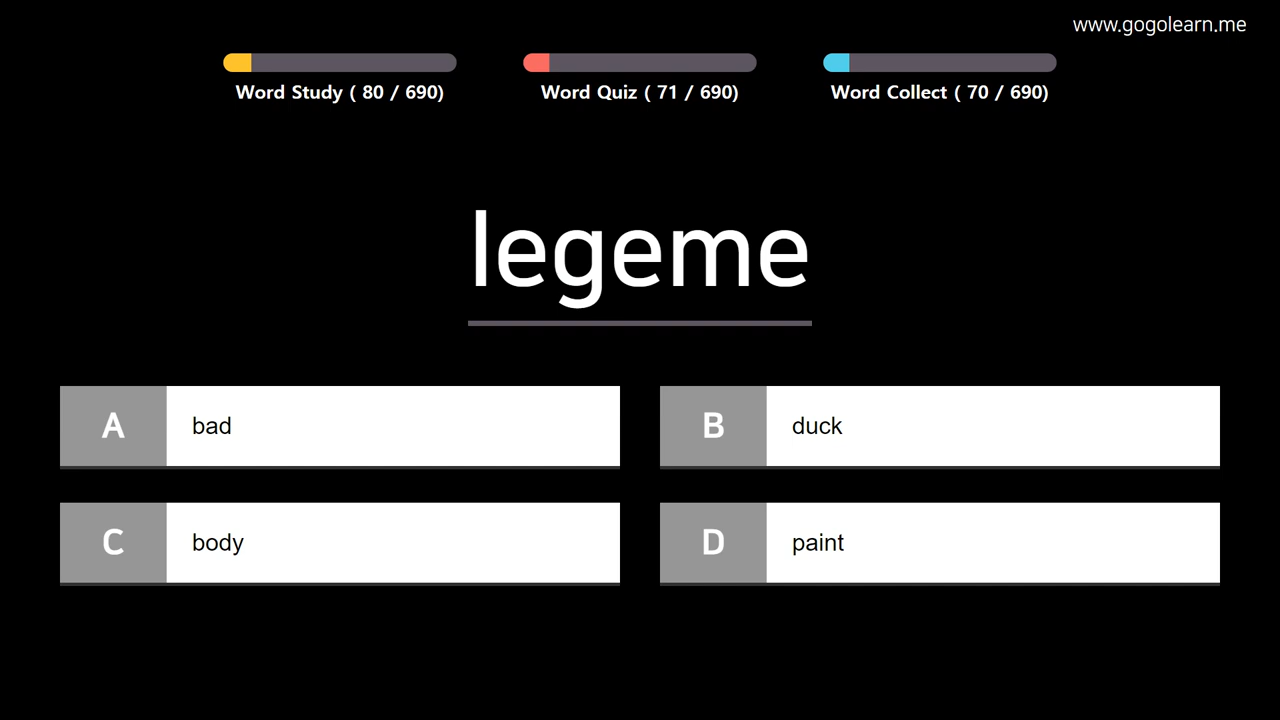 www.gogolearn.me
Word Study ( 80 / 690)
Word Quiz ( 71 / 690)
Word Collect ( 70 / 690)
legeme
A bad
B duck
C body
D paint